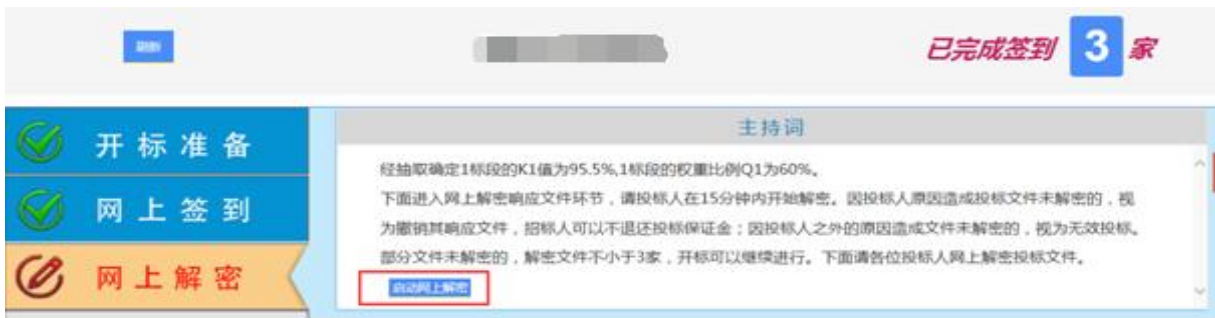 刷新
已完成签到 3 家
开标准备
网上签到
网上解密
主持词
经抽取确定1标段的K1值为95.5%,1标段的权重比例Q1为60%。
下面进入网上解密响应文件环节，请投标人在15分钟内开始解密。因投标人原因造成投标文件未解密的，视
为撤销其响应文件，招标人可以不退还投标保证金；因投标人之外的原因造成文件未解密的，视为无效投标。
部分文件未解密的，解密文件不小于3家，开标可以继续进行。下面请各位投标人网上解密投标文件。
启动网上解密